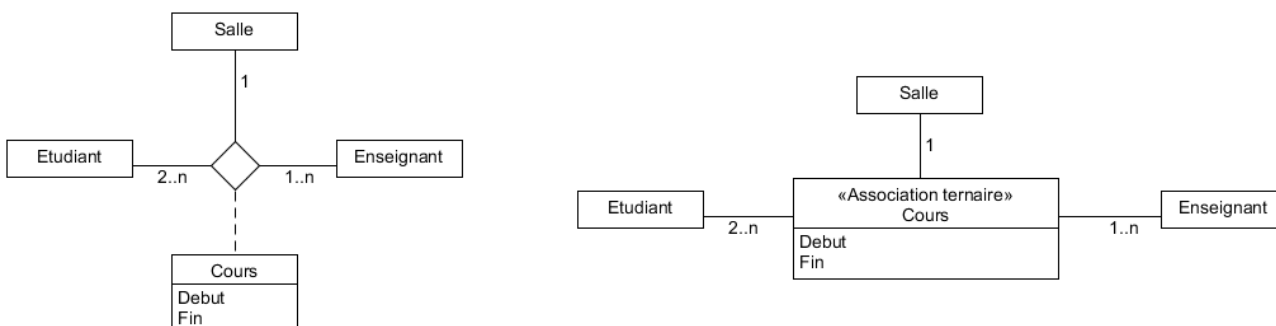 Salle
1
Etudiant
2..n
1..n
Enseignant
Cours
Debut
Fin
Salle
1
Etudiant
2..n
«Association ternaire»
Cours
Debut
Fin
1..n
Enseignant